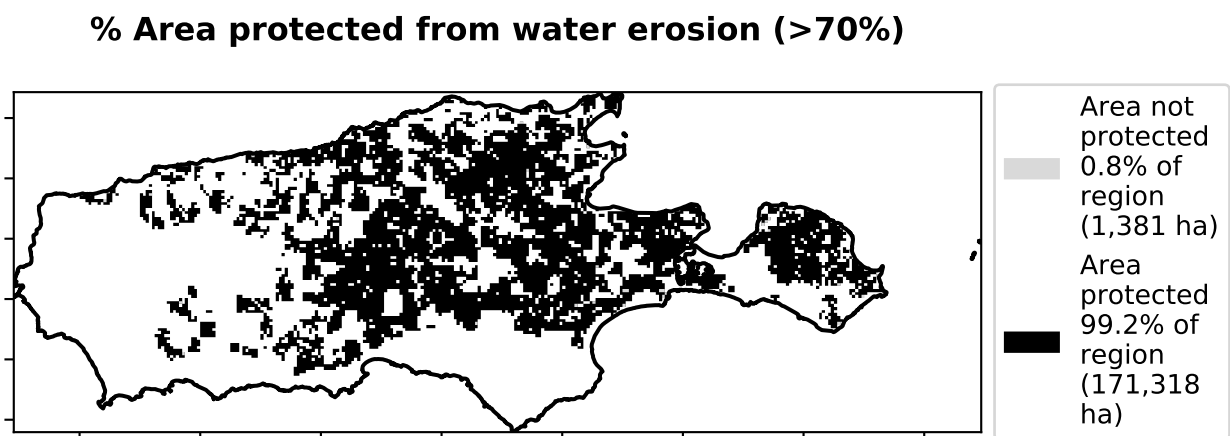 % Area protected from water erosion (>70%)
Area not
protected
0.8% of
region
(1,381 ha)
Area
protected
99.2% of
region
(171,318
ha)